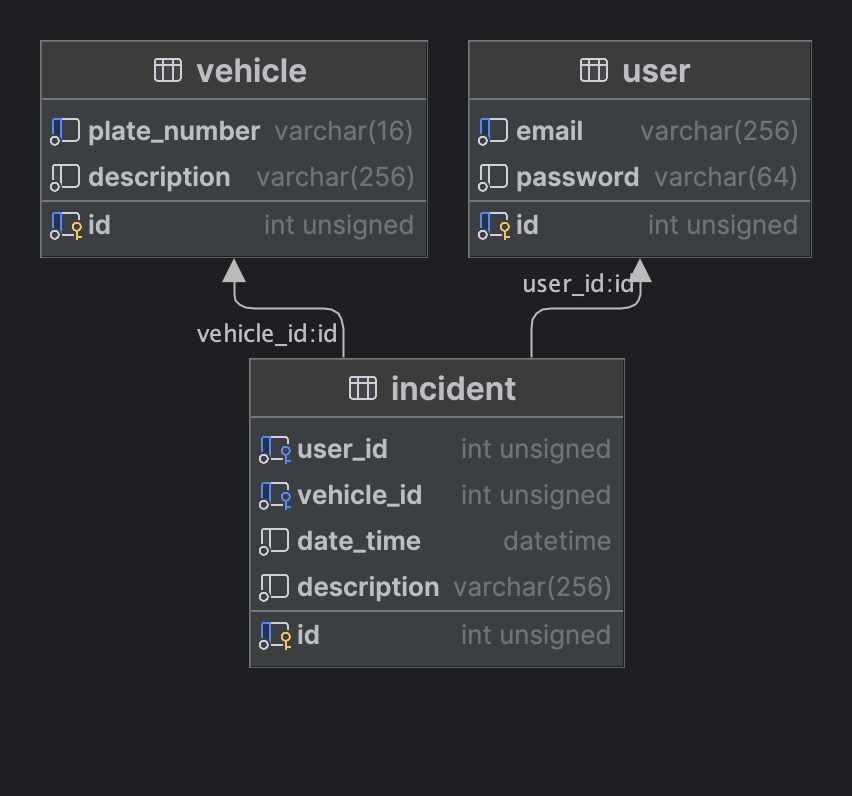 vehicle
plate_number varchar(16)
description varchar(256)
id int unsigned
user
email varchar(256)
password varchar(64)
id int unsigned
user_id:id
vehicle_id:id
incident
user_id int unsigned
vehicle_id int unsigned
date_time datetime
description varchar(256)
id int unsigned